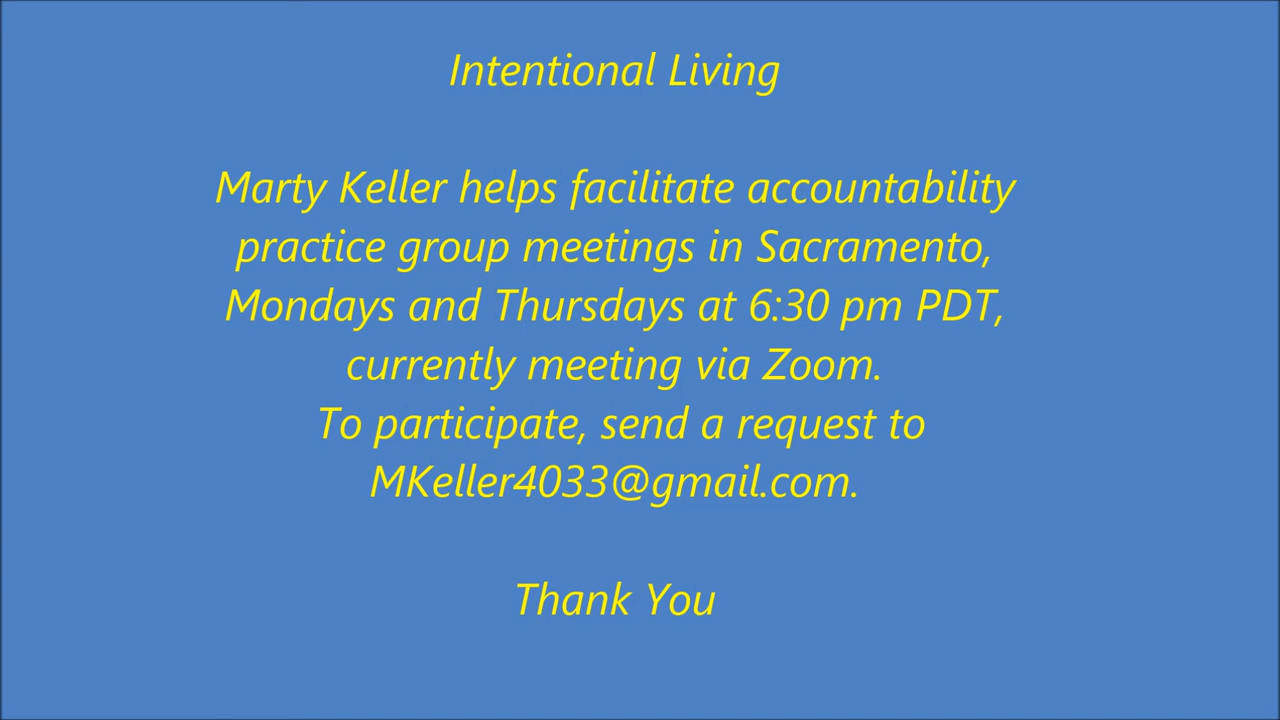 Intentional Living
Marty Keller helps facilitate accountability
practice group meetings in Sacramento,
Mondays and Thursdays at 6:30 pm PDT,
currently meeting via Zoom.
To participate, send a request to
MKeller4033@gmail.com.
Thank You